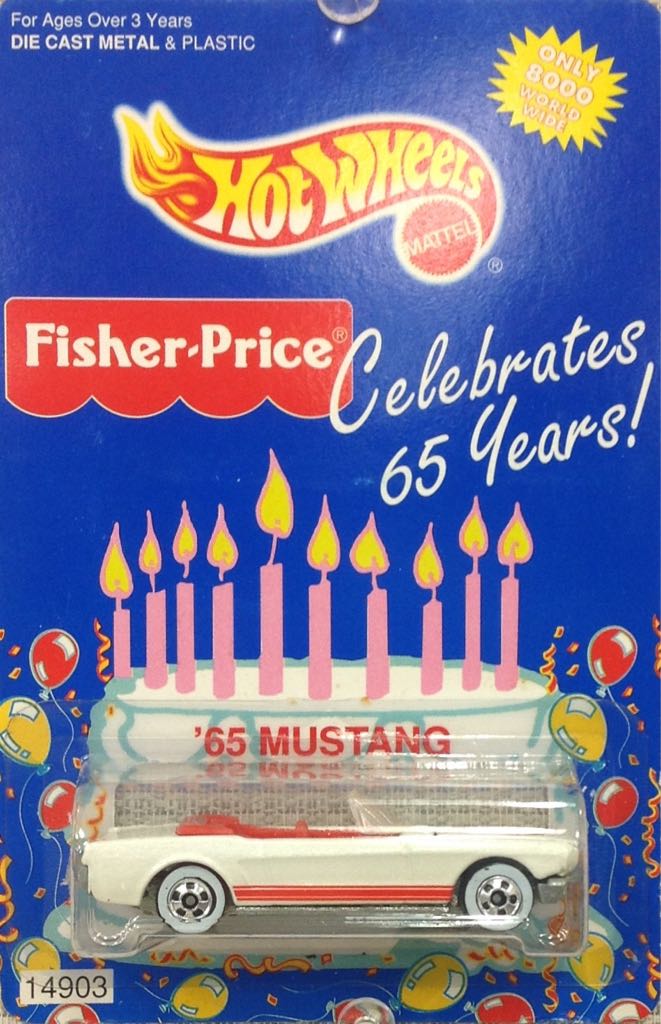 For Ages Over 3 Years
DIE CAST METAL & PLASTIC
ONLY
8000
WORLD
WIDE
HOT WHEELS
MATTEL
®
Fisher-Price®
Celebrates
65 Years!
'65 MUSTANG
14903